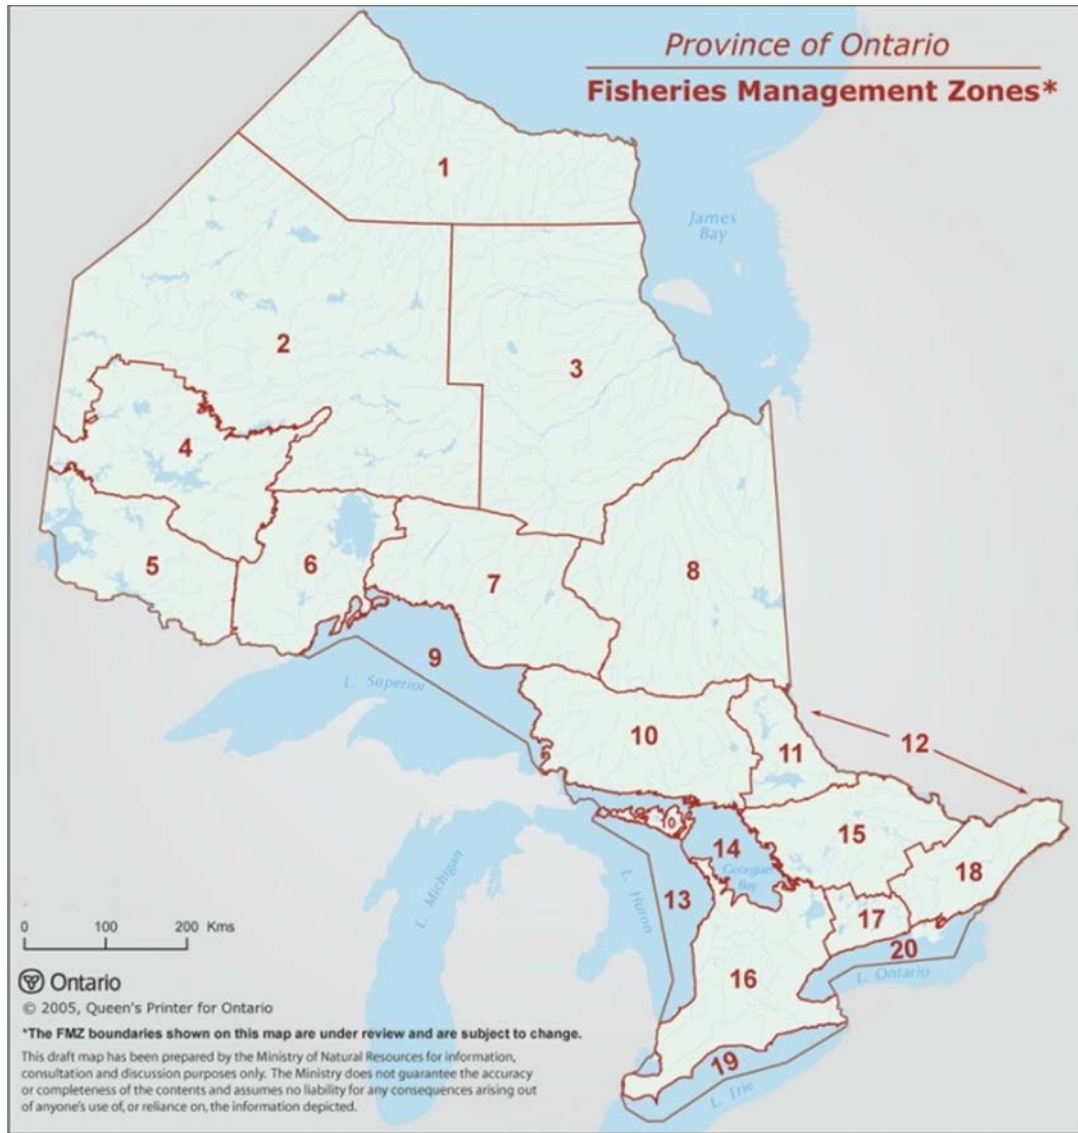 Province of Ontario
Fisheries Management Zones*
1
James
Bay
2
3
4
5
6
7
8
9
L. Superior
10
11
12
10
14
Georgian
Bay
15
18
L. Michigan
L. Huron
13
17
20
L. Ontario
16
19
L. Erie
0 100 200 Kms
Ontario
© 2005, Queen's Printer for Ontario
*The FMZ boundaries shown on this map are under review and are subject to change.
This draft map has been prepared by the Ministry of Natural Resources for information,
consultation and discussion purposes only. The Ministry does not guarantee the accuracy
or completeness of the contents and assumes no liability for any consequences arising out
of anyone's use of, or reliance on, the information depicted.